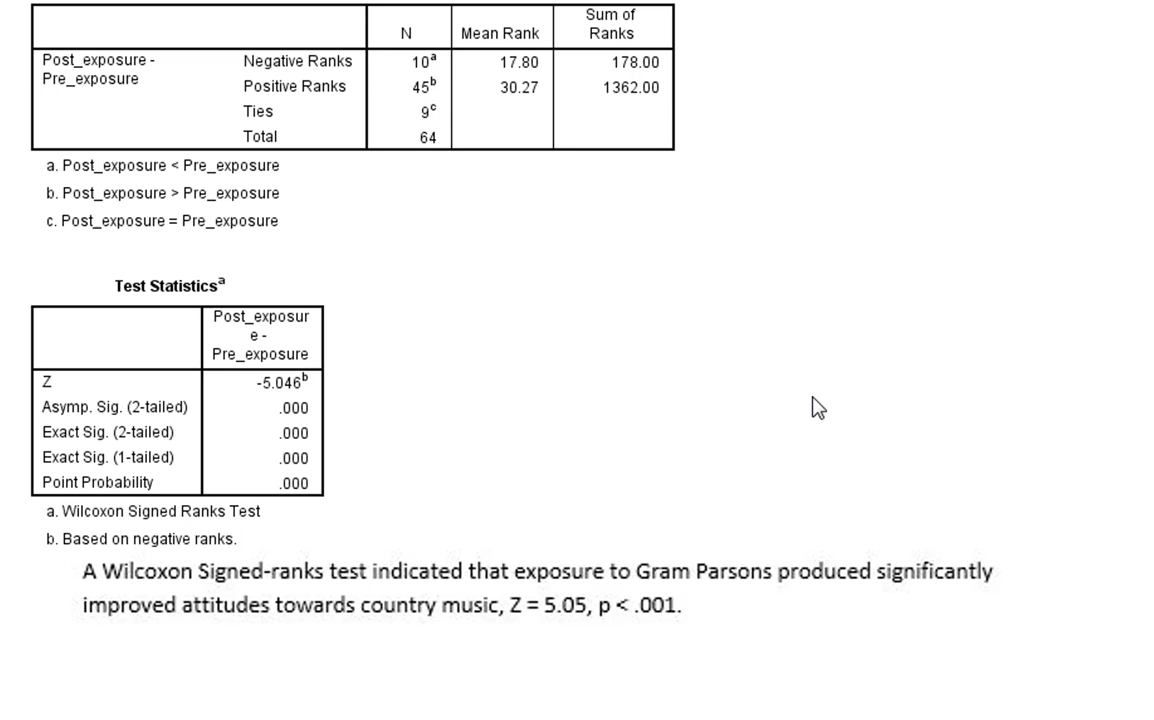 N Mean Rank Sum of Ranks
Post_exposure - Pre_exposure Negative Ranks 10a 17.80 178.00
Positive Ranks 45b 30.27 1362.00
Ties 9c
Total 64
a. Post_exposure < Pre_exposure
b. Post_exposure > Pre_exposure
c. Post_exposure = Pre_exposure
Test Statisticsa
Post_exposur
e -
Pre_exposure
Z -5.046b
Asymp. Sig. (2-tailed) .000
Exact Sig. (2-tailed) .000
Exact Sig. (1-tailed) .000
Point Probability .000
a. Wilcoxon Signed Ranks Test
b. Based on negative ranks.
A Wilcoxon Signed-ranks test indicated that exposure to Gram Parsons produced significantly
improved attitudes towards country music, Z = 5.05, p < .001.